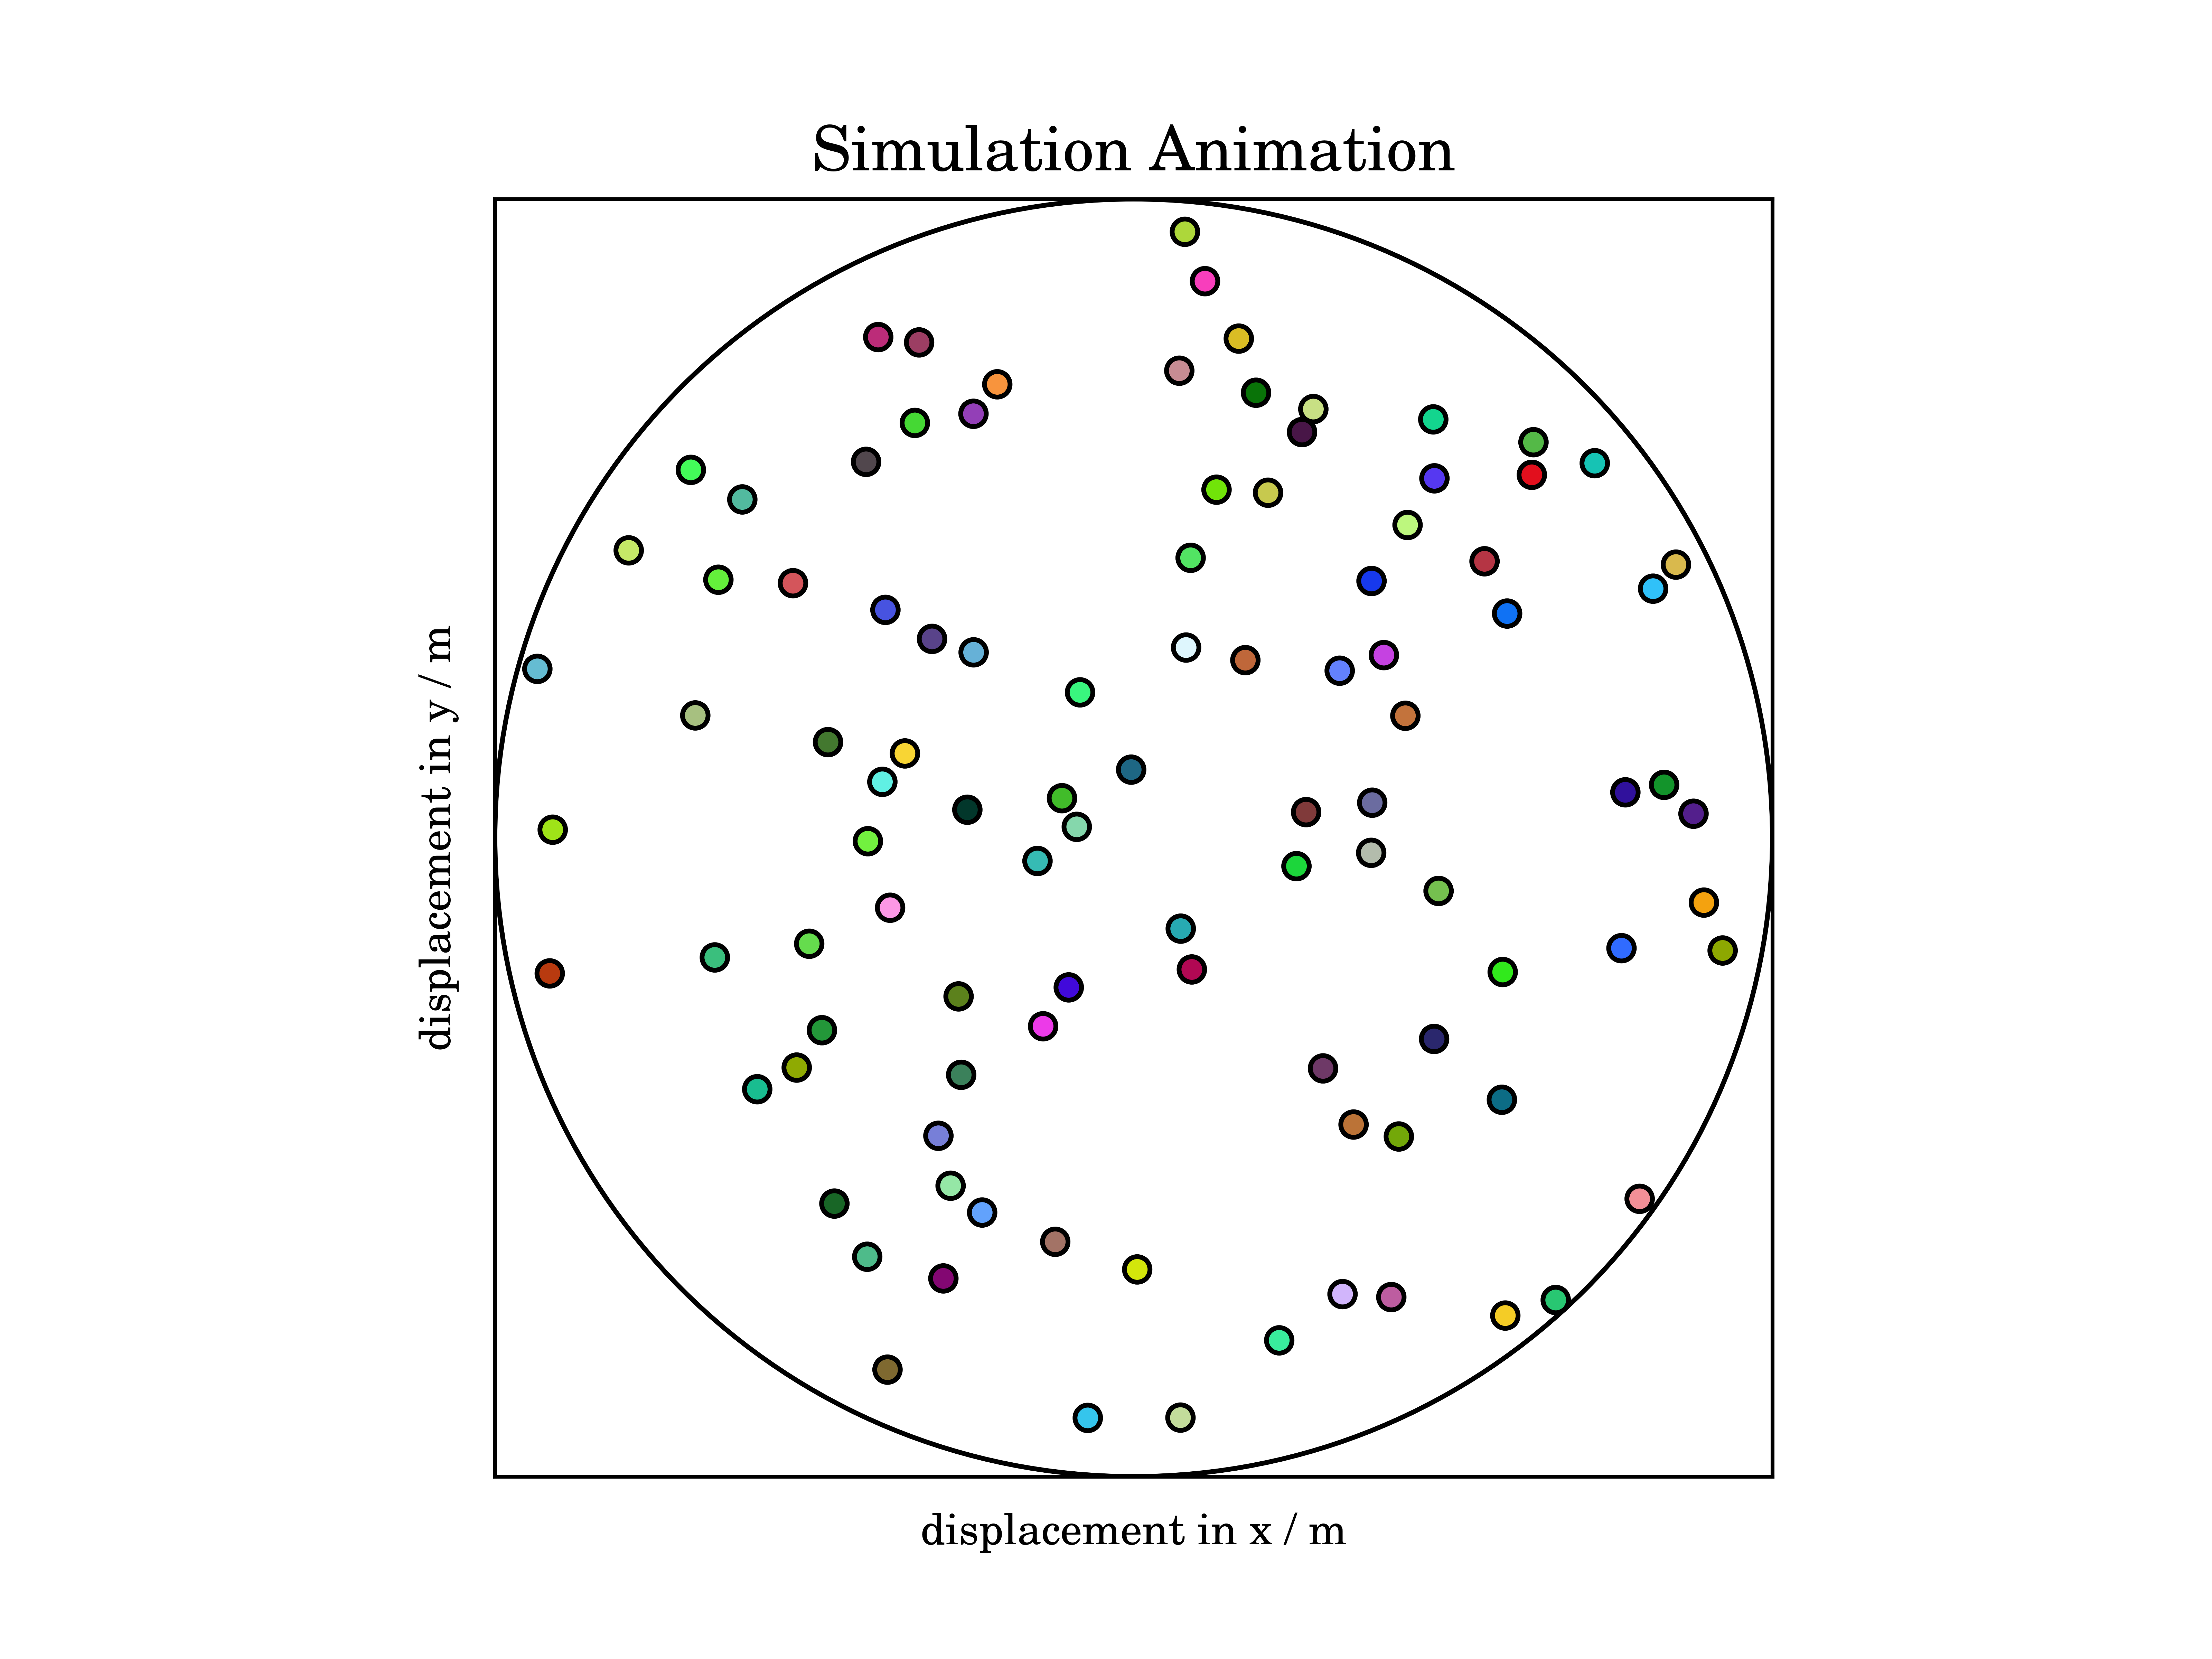 Simulation Animation
displacement in y / m
displacement in x / m